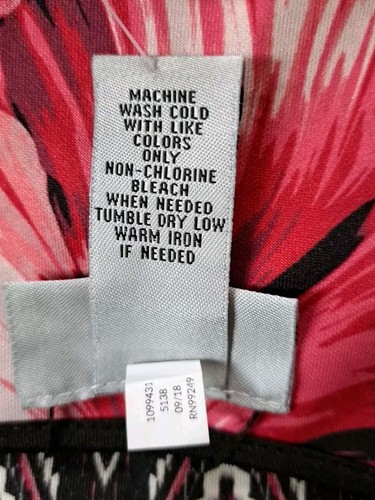 MACHINE
WASH COLD
WITH LIKE
COLORS
ONLY
NON-CHLORINE
BLEACH
WHEN NEEDED
TUMBLE DRY LOW
WARM IRON
IF NEEDED
1099431
5138
09/18
RN99249